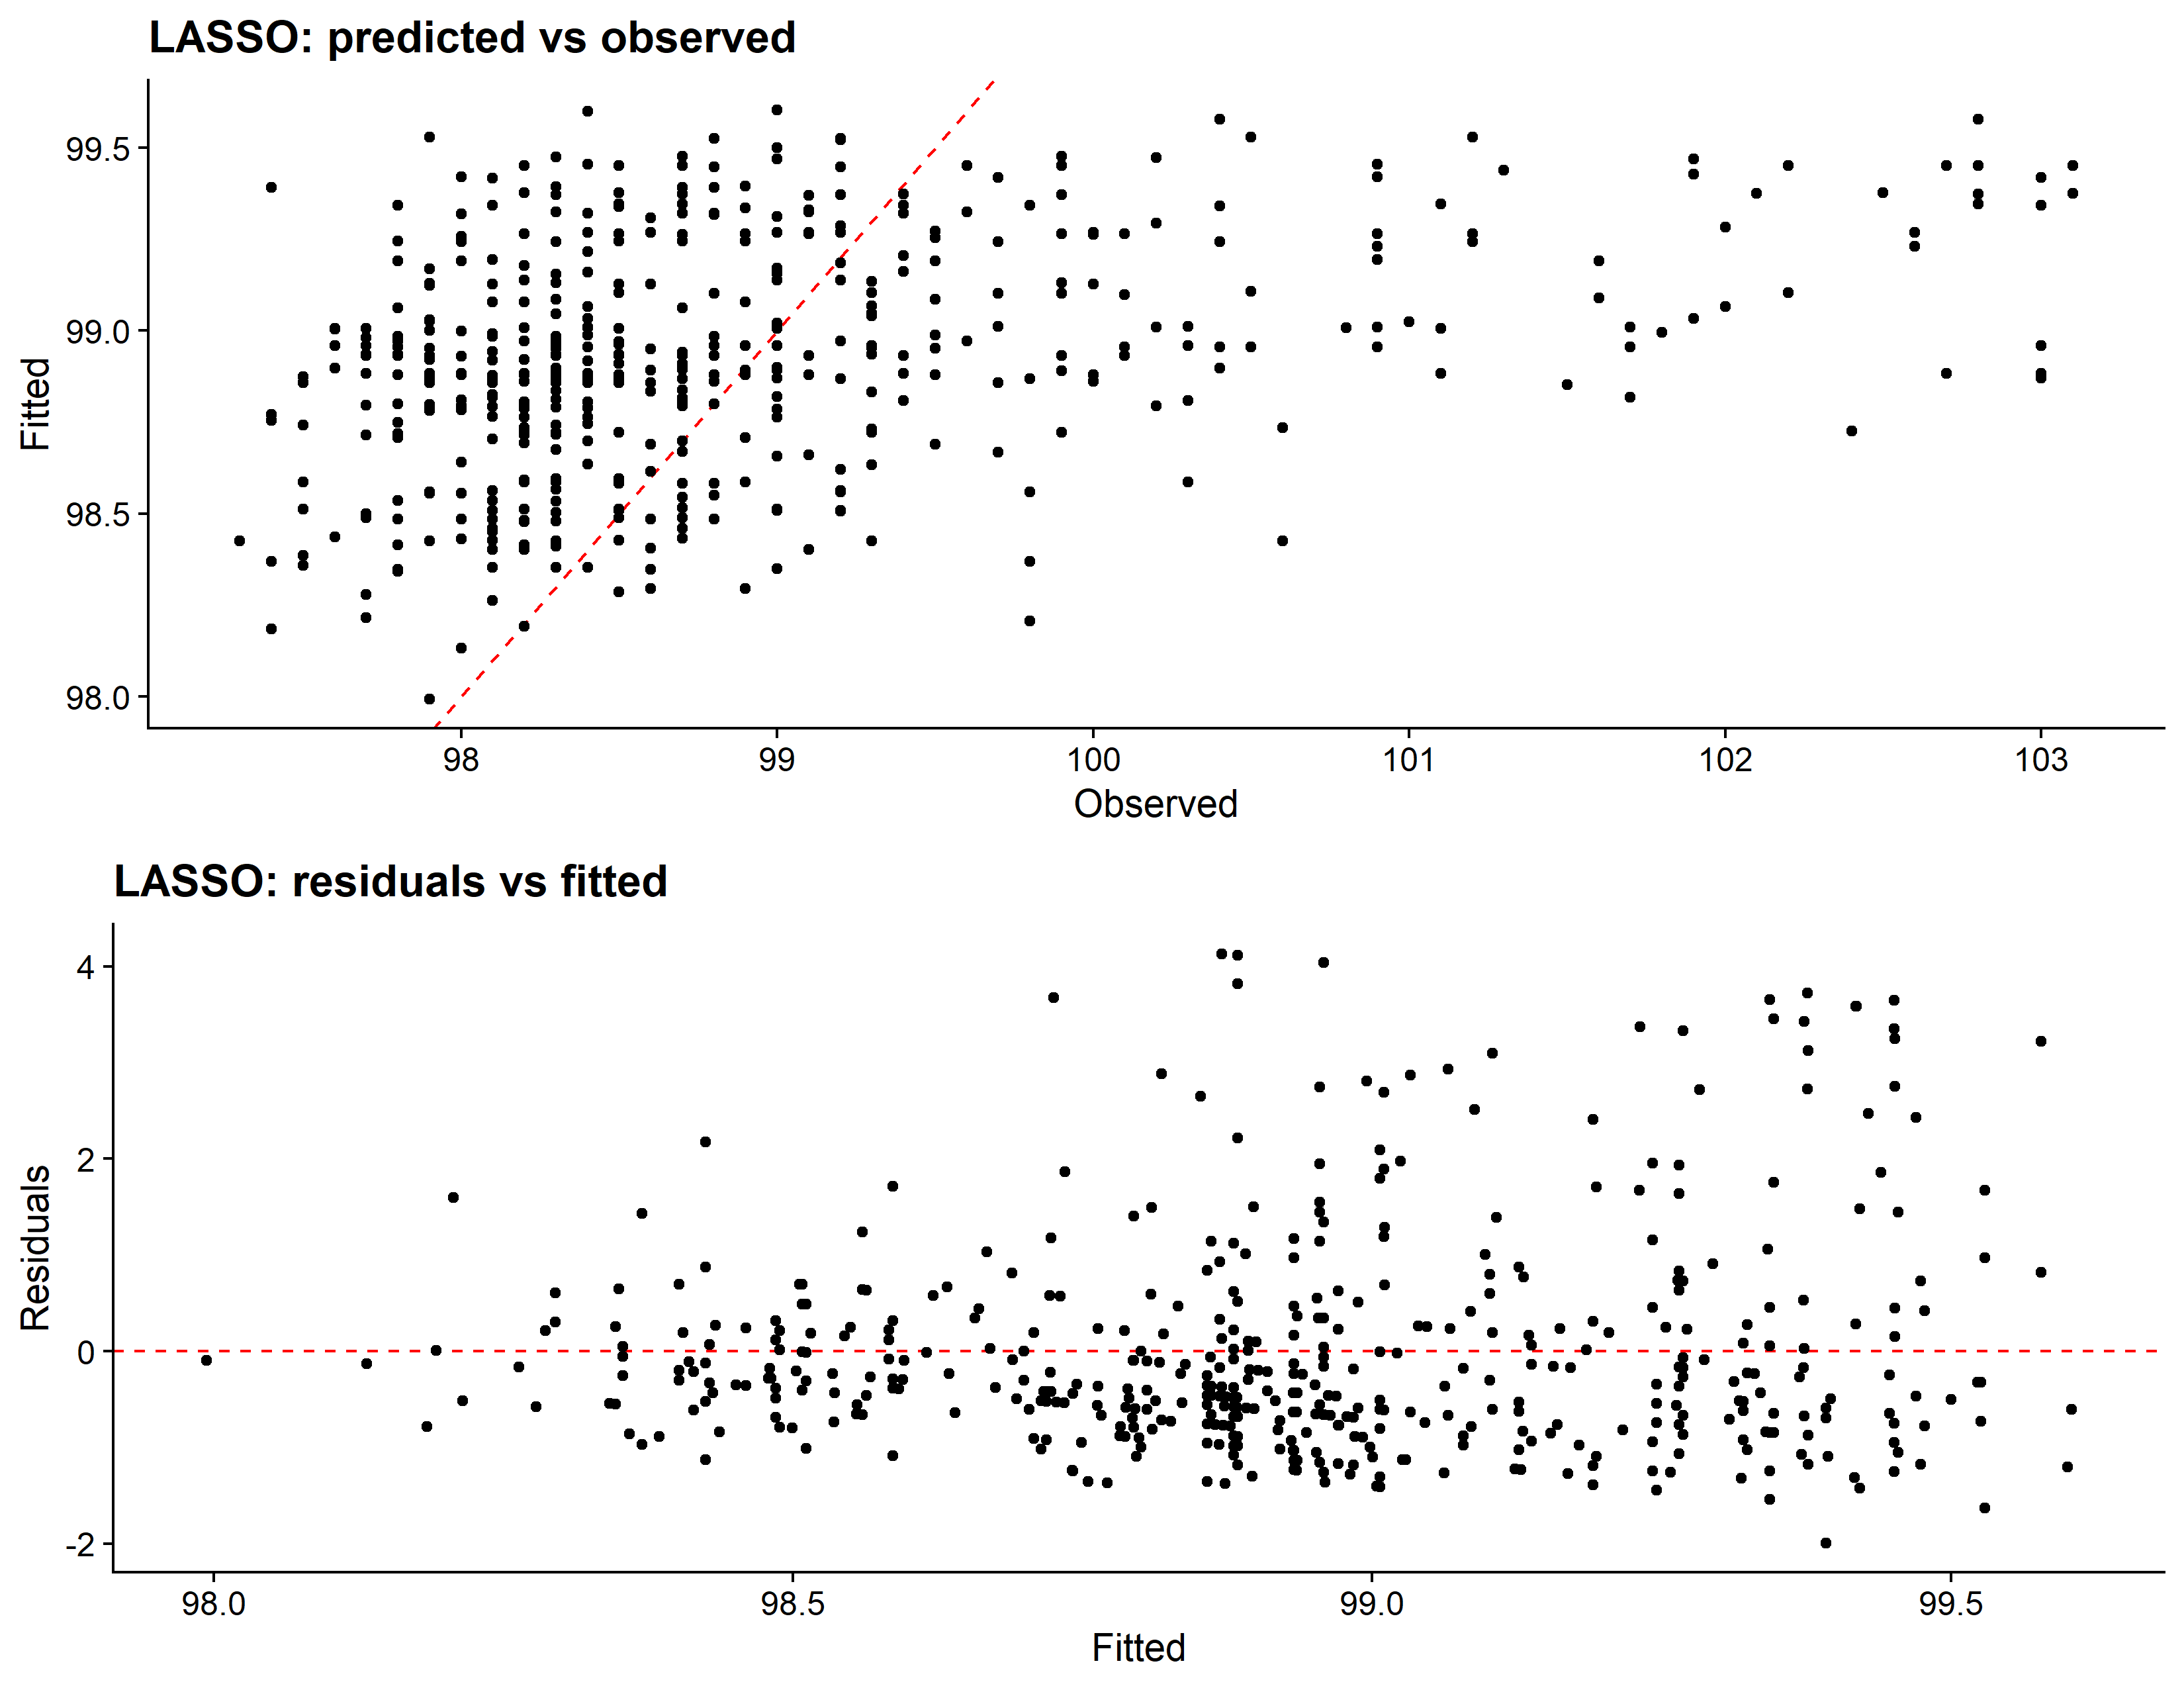 LASSO: predicted vs observed
99.5
99.0
98.5
98.0
Fitted
98 99 100 101 102 103
Observed
LASSO: residuals vs fitted
4
2
0
-2
Residuals
98.0 98.5 99.0 99.5
Fitted